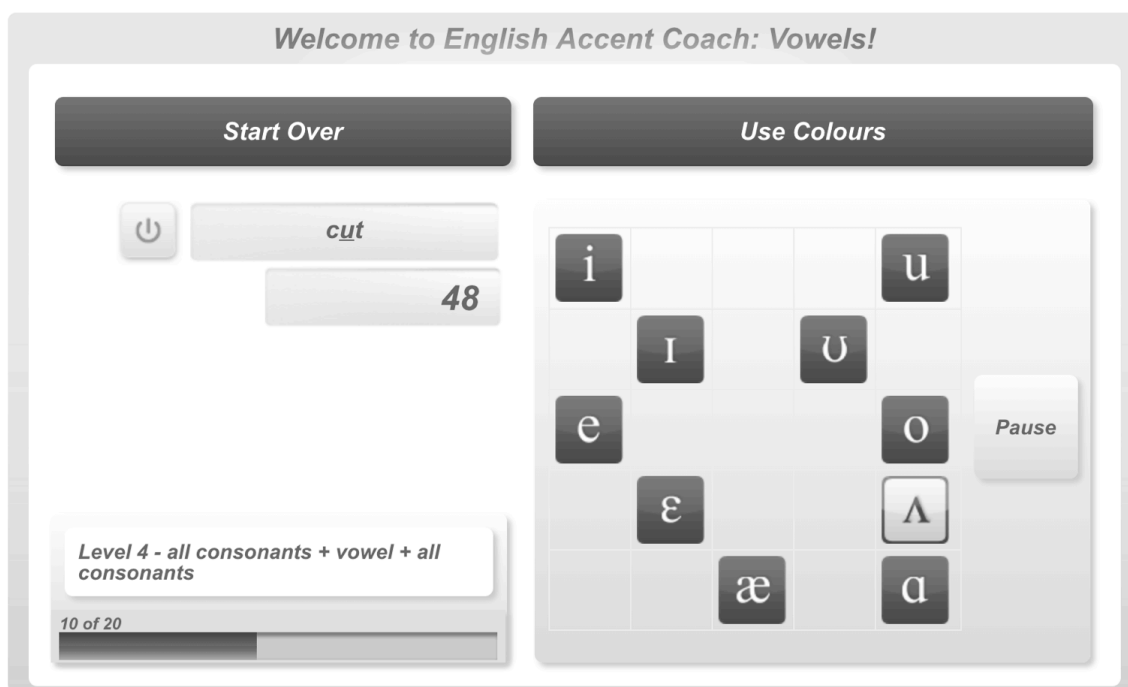 Welcome to English Accent Coach: Vowels!
Start Over
Use Colours
cut
48
i
u
ɪ
ʊ
e
o
Pause
ɛ
ʌ
æ
ɑ
Level 4 - all consonants + vowel + all
consonants
10 of 20